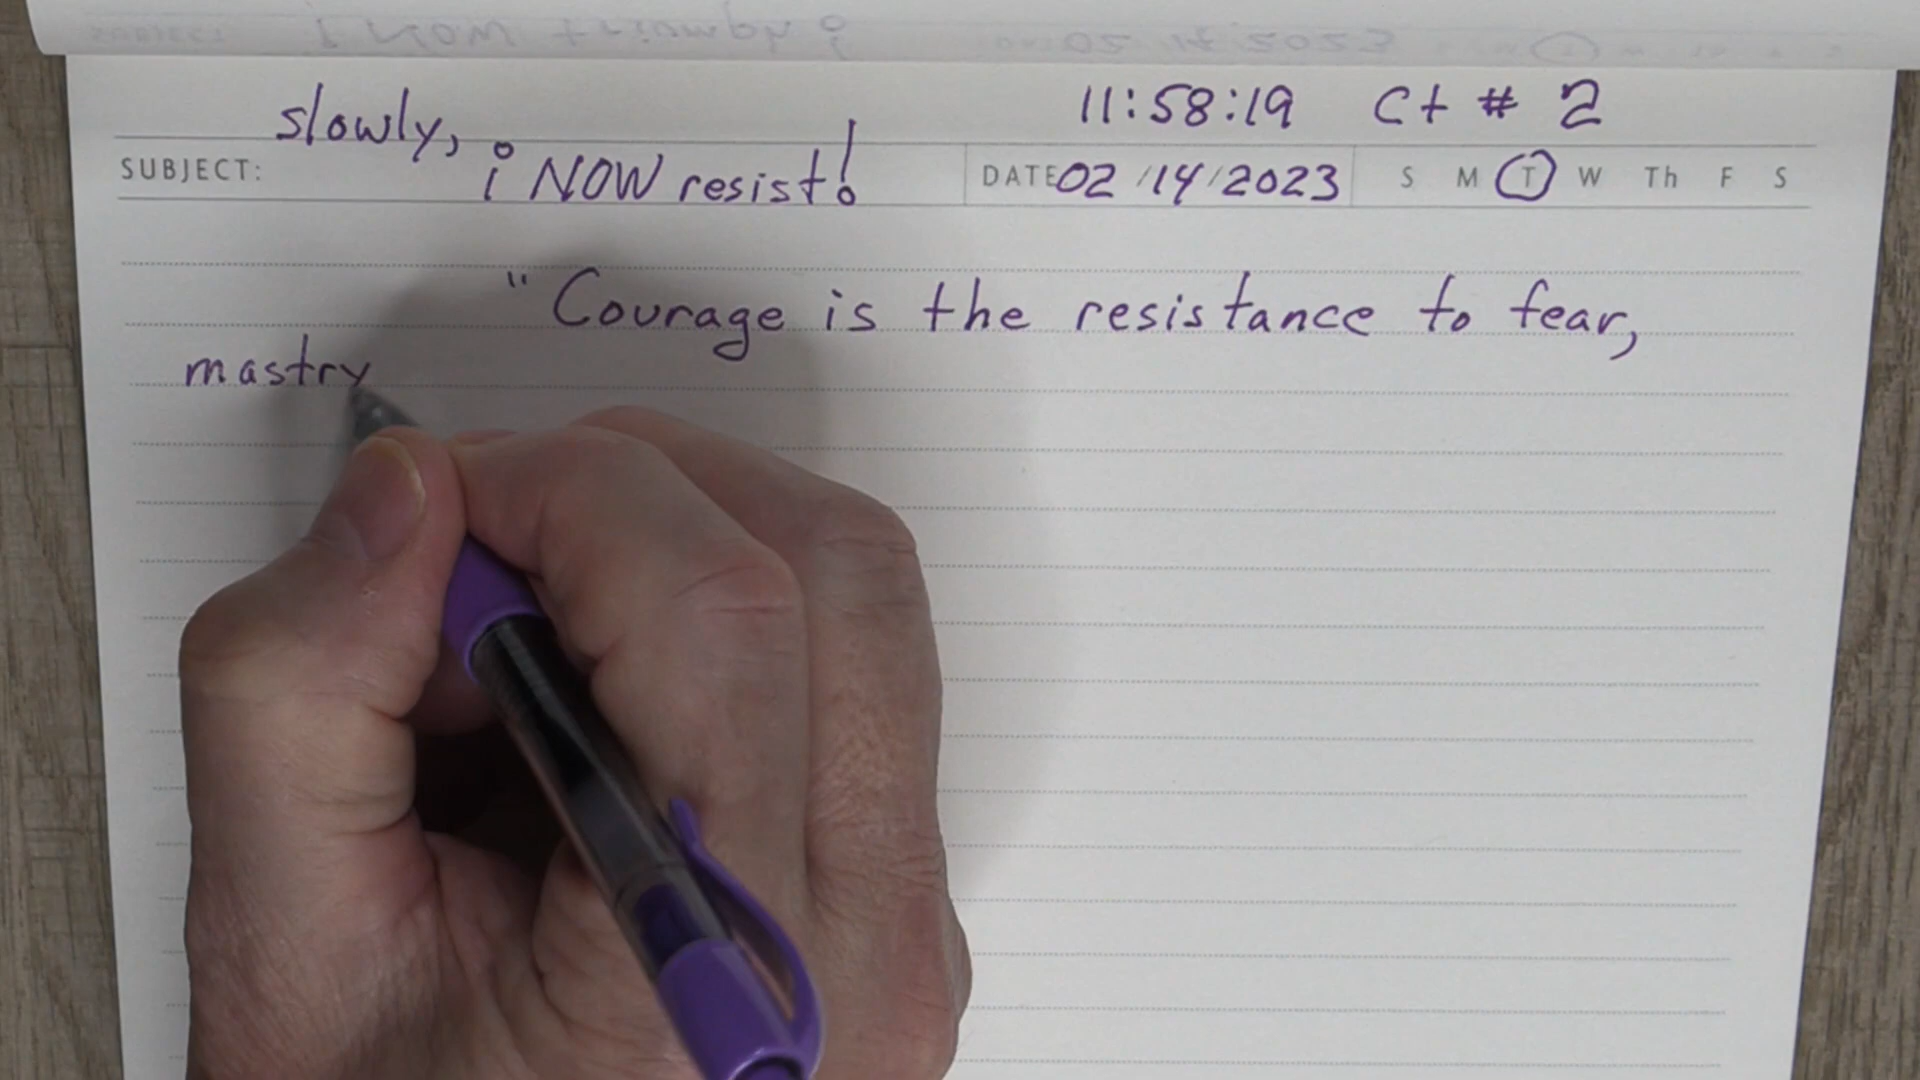 slowly, 11:58:19 Ct # 2
SUBJECT: i NOW resist! DATE 02/14/2023 S M T W Th F S
"Courage is the resistance to fear,
mastry